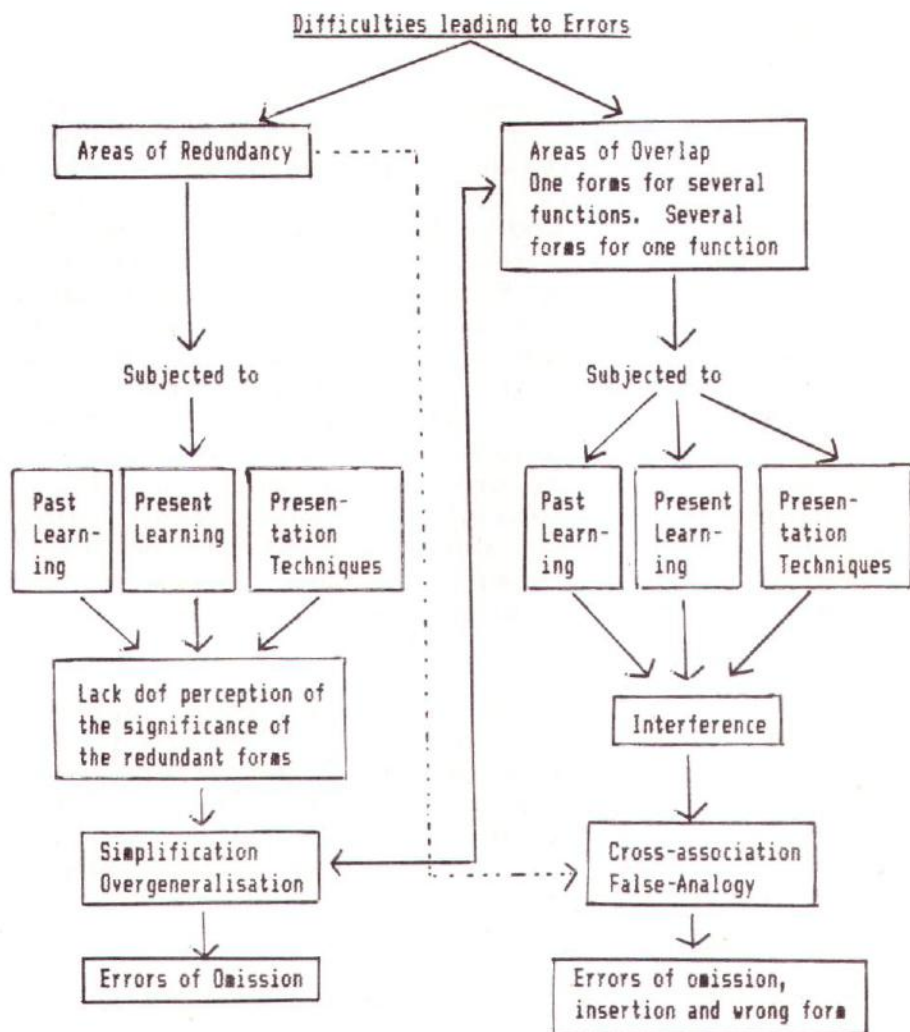 Difficulties leading to Errors
Areas of Redundancy
Areas of Overlap
One forms for several
functions. Several
forms for one function
Subjected to
Subjected to
Past
Learn-
ing
Present
Learning
Presen-
tation
Techniques
Past
Learn-
ing
Present
Learn-
ing
Presen-
tation
Techniques
Lack dof perception of
the significance of
the redundant forms
Interference
Simplification
Overgeneralisation
Cross-association
False-Analogy
Errors of Omission
Errors of omission,
insertion and wrong form